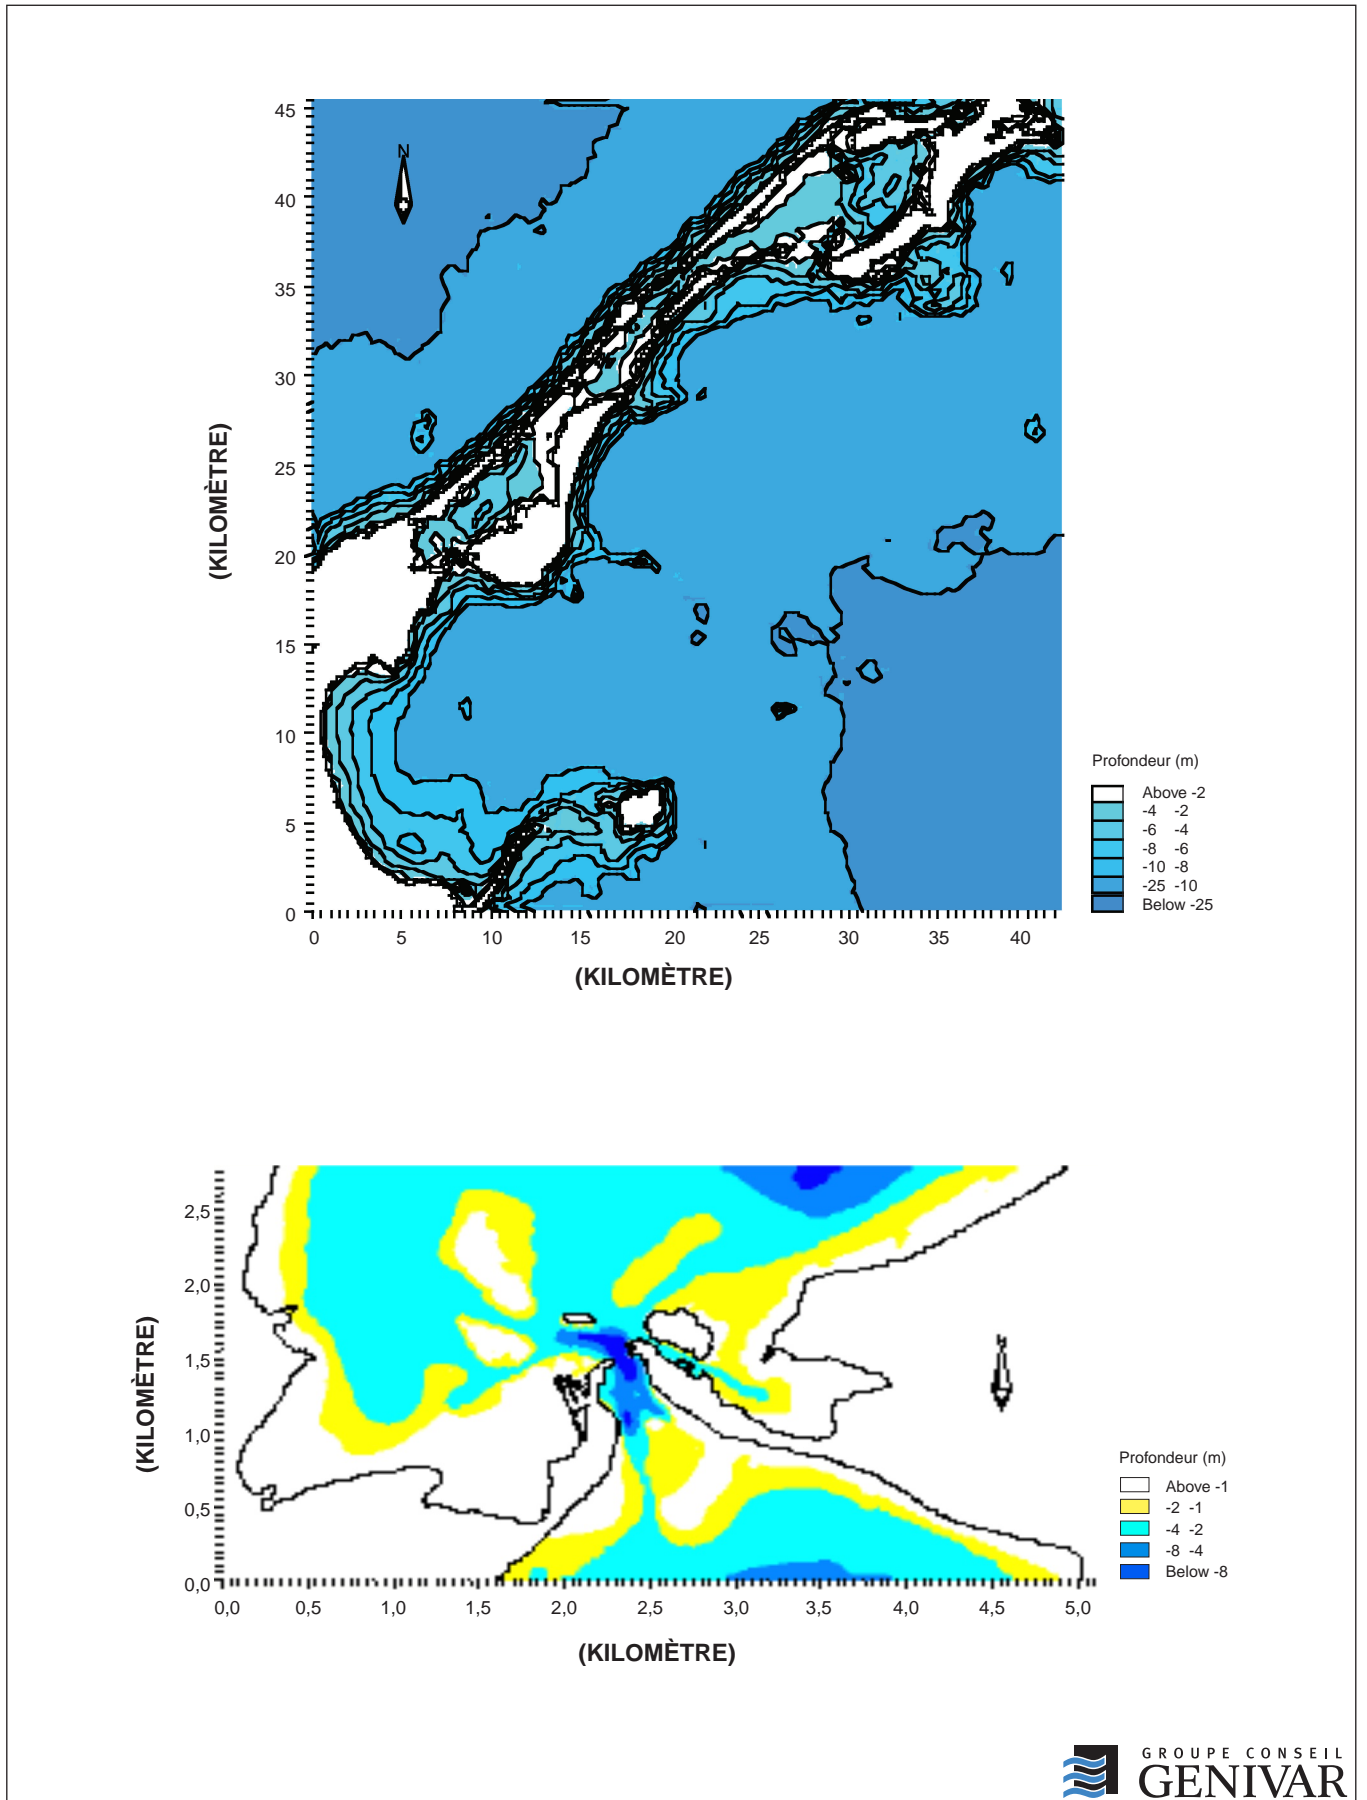 45
40
35
30
25
20
15
10
5
0
N
(KILOMÈTRE)
0 5 10 15 20 25 30 35 40
(KILOMÈTRE)
Profondeur (m)
Above -2
-4 -2
-6 -4
-8 -6
-10 -8
-25 -10
Below -25
2,5
2,0
1,5
1,0
0,5
0,0
(KILOMÈTRE)
0,0 0,5 1,0 1,5 2,0 2,5 3,0 3,5 4,0 4,5 5,0
(KILOMÈTRE)
N
Profondeur (m)
Above -1
-2 -1
-4 -2
-8 -4
Below -8
GROUPE CONSEIL
GENIVAR